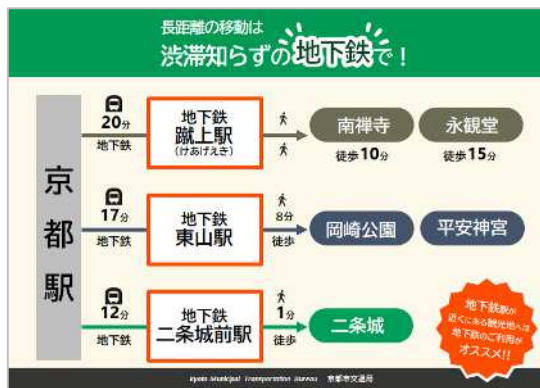 長距離の移動は
渋滞知らずの地下鉄で！
京都駅
20分
地下鉄
地下鉄
蹴上駅
(けあげえき)
南禅寺
徒歩10分
永観堂
徒歩15分
17分
地下鉄
地下鉄
東山駅
8分
徒歩
岡崎公園
平安神宮
12分
地下鉄
地下鉄
二条城前駅
1分
徒歩
二条城
地下鉄駅が
近くにある観光地へは
地下鉄のご利用が
オススメ!!
Kyoto Municipal Transportation Bureau 京都市交通局